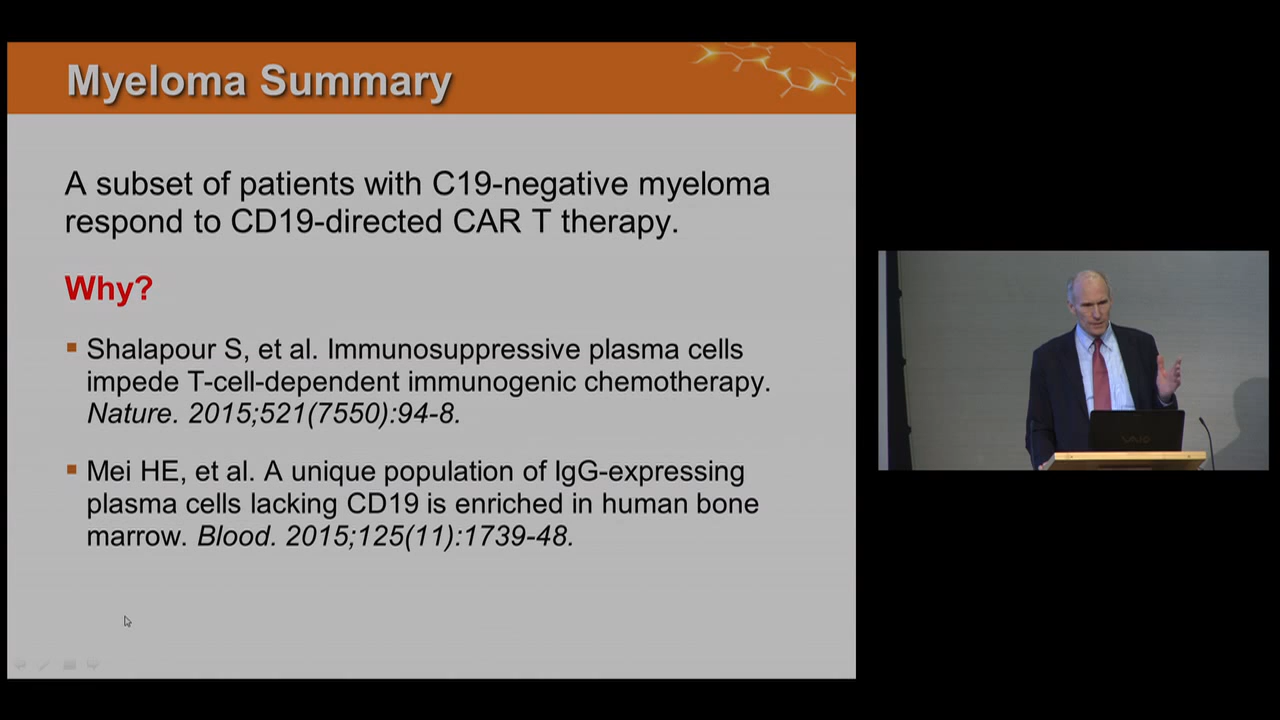 Myeloma Summary
A subset of patients with C19-negative myeloma
respond to CD19-directed CAR T therapy.
Why?
Shalapour S, et al. Immunosuppressive plasma cells
impede T-cell-dependent immunogenic chemotherapy.
Nature. 2015;521(7550):94-8.
Mei HE, et al. A unique population of IgG-expressing
plasma cells lacking CD19 is enriched in human bone
marrow. Blood. 2015;125(11):1739-48.
VAIO